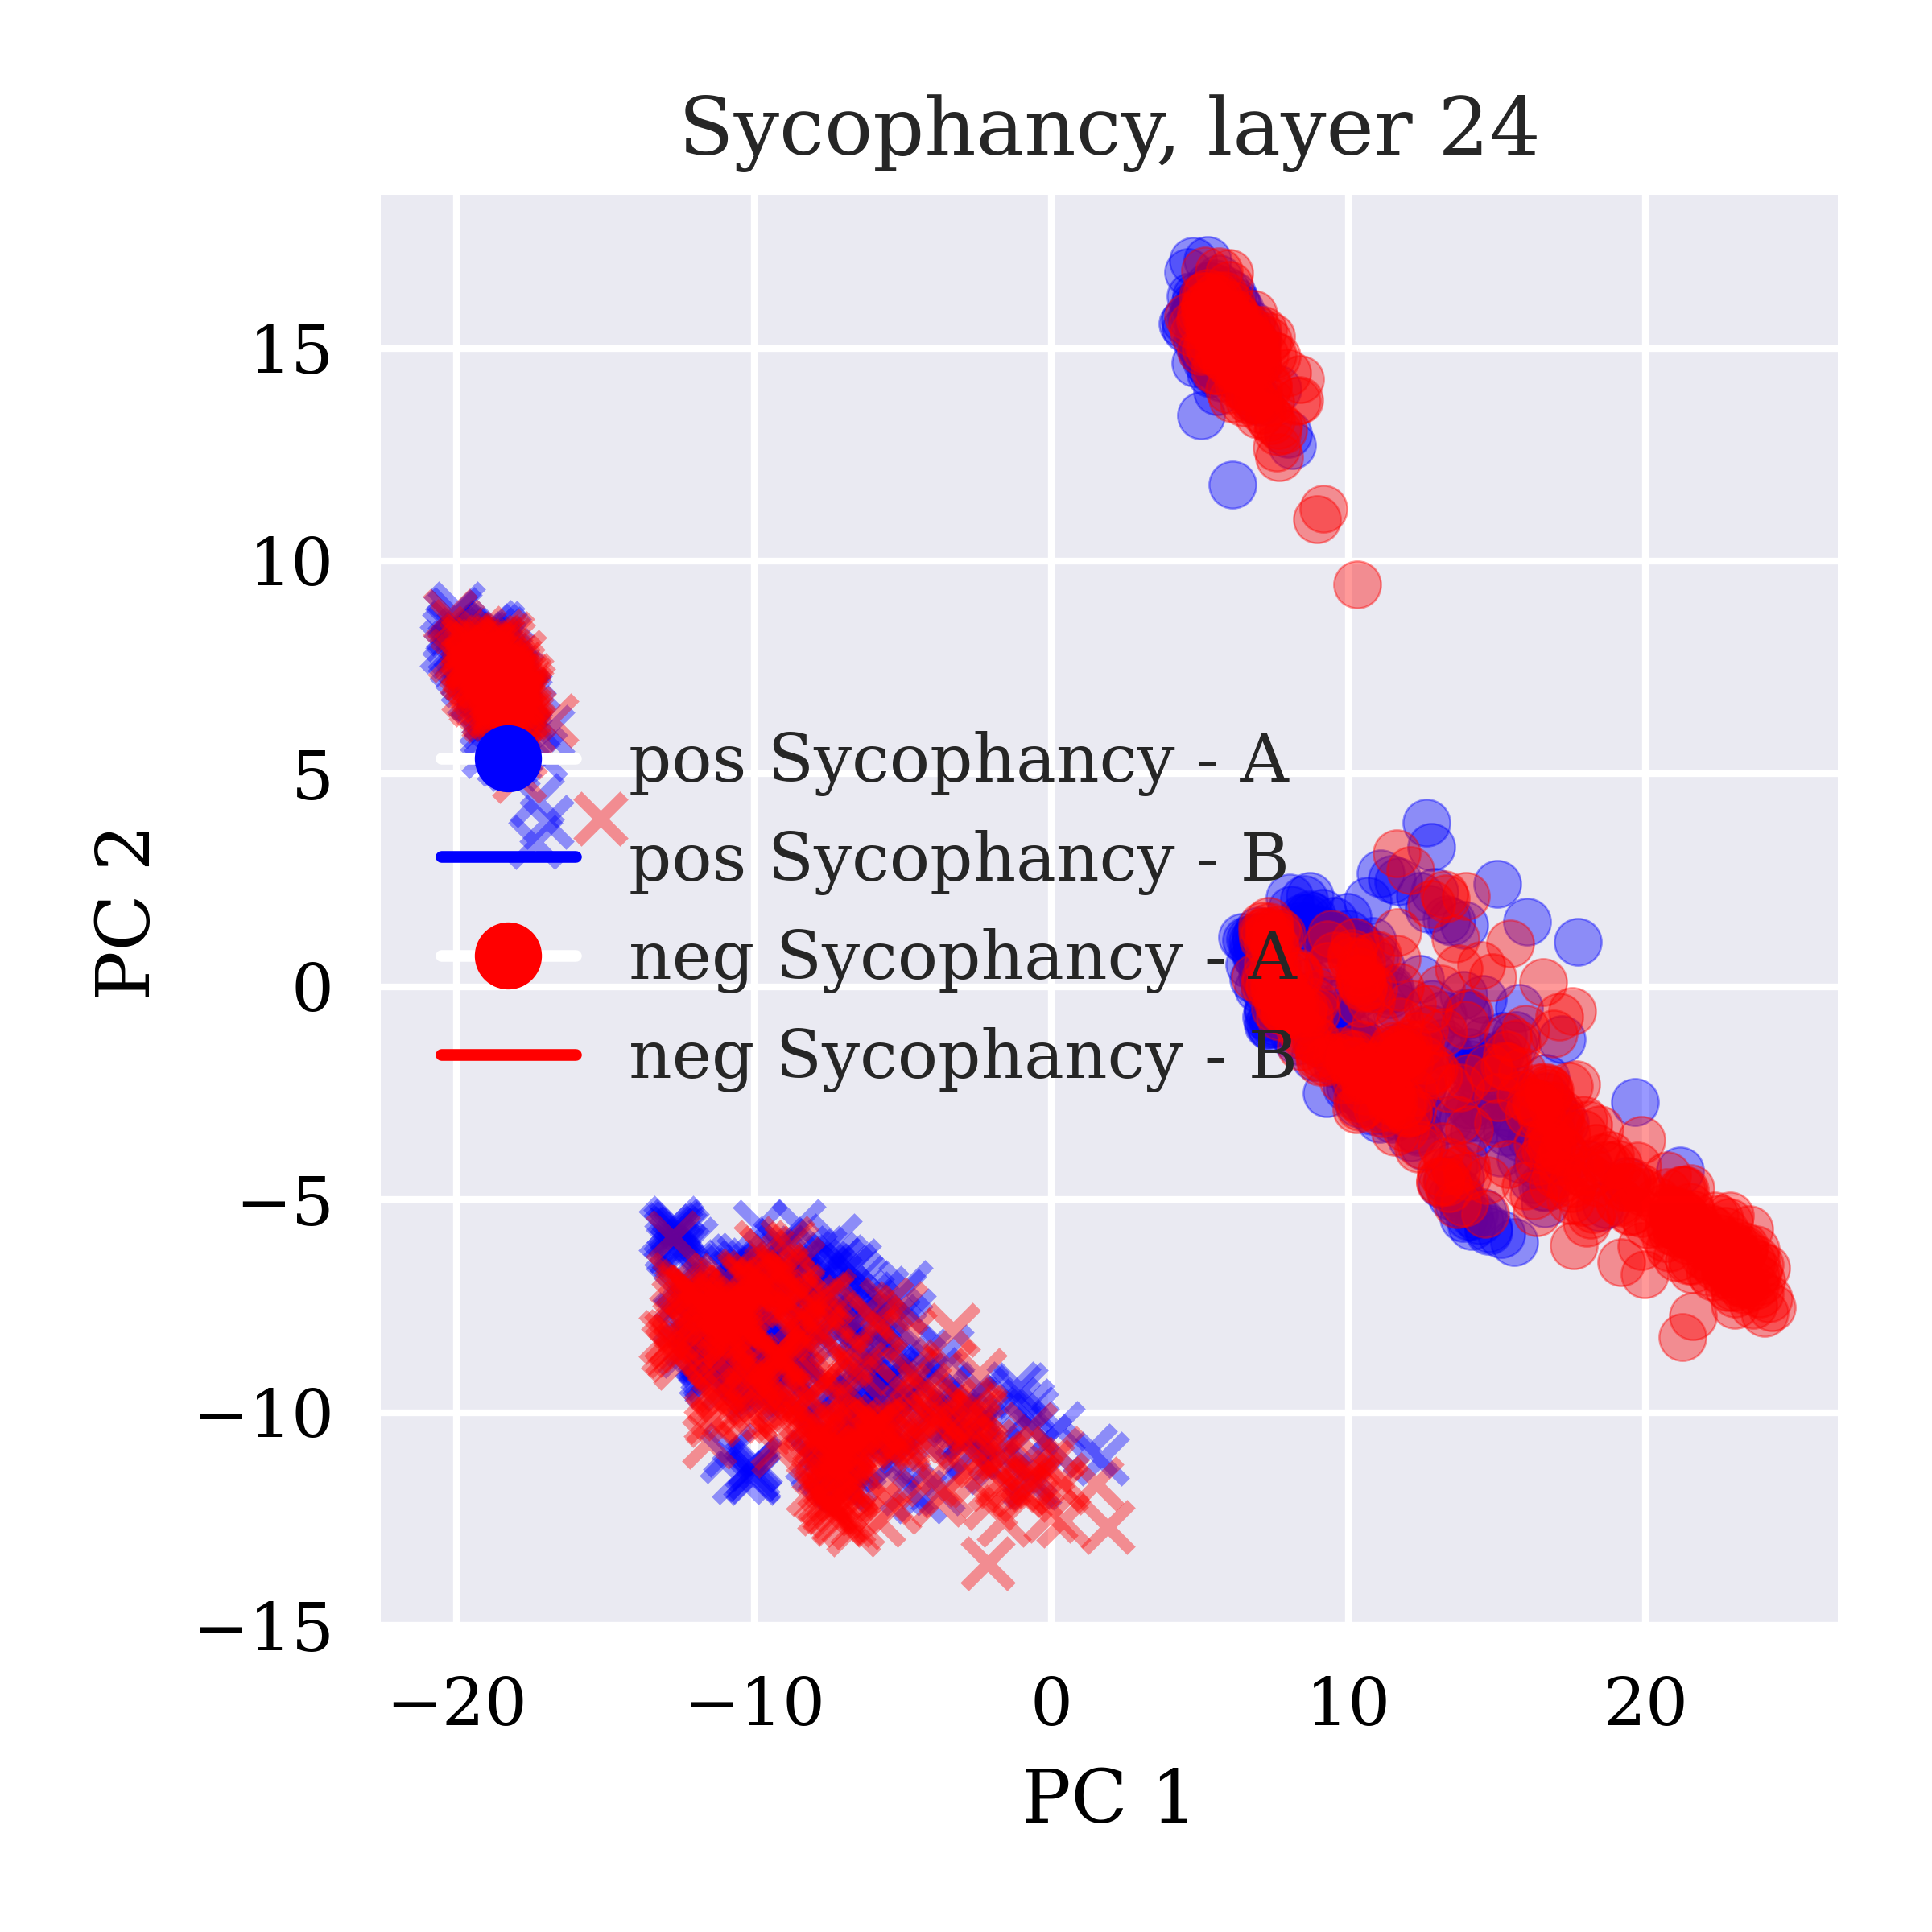 Sycophancy, layer 24
15
10
5
0
−5
−10
−15
PC 2
pos Sycophancy - A
pos Sycophancy - B
neg Sycophancy - A
neg Sycophancy - B
−20 −10 0 10 20
PC 1